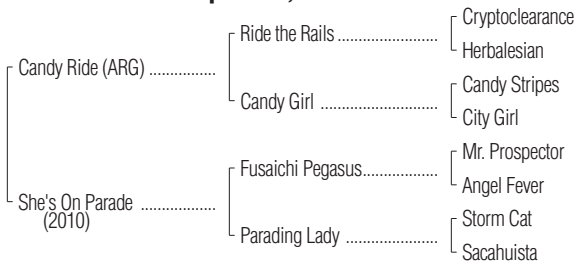 Cryptoclearance
Ride the Rails ........................
Herbalesian
Candy Ride (ARG) ................
Candy Stripes
Candy Girl ............................
City Girl
Mr. Prospector
Fusaichi Pegasus..................
Angel Fever
She's On Parade ..................
(2010)
Storm Cat
Parading Lady ......................
Sacahuista